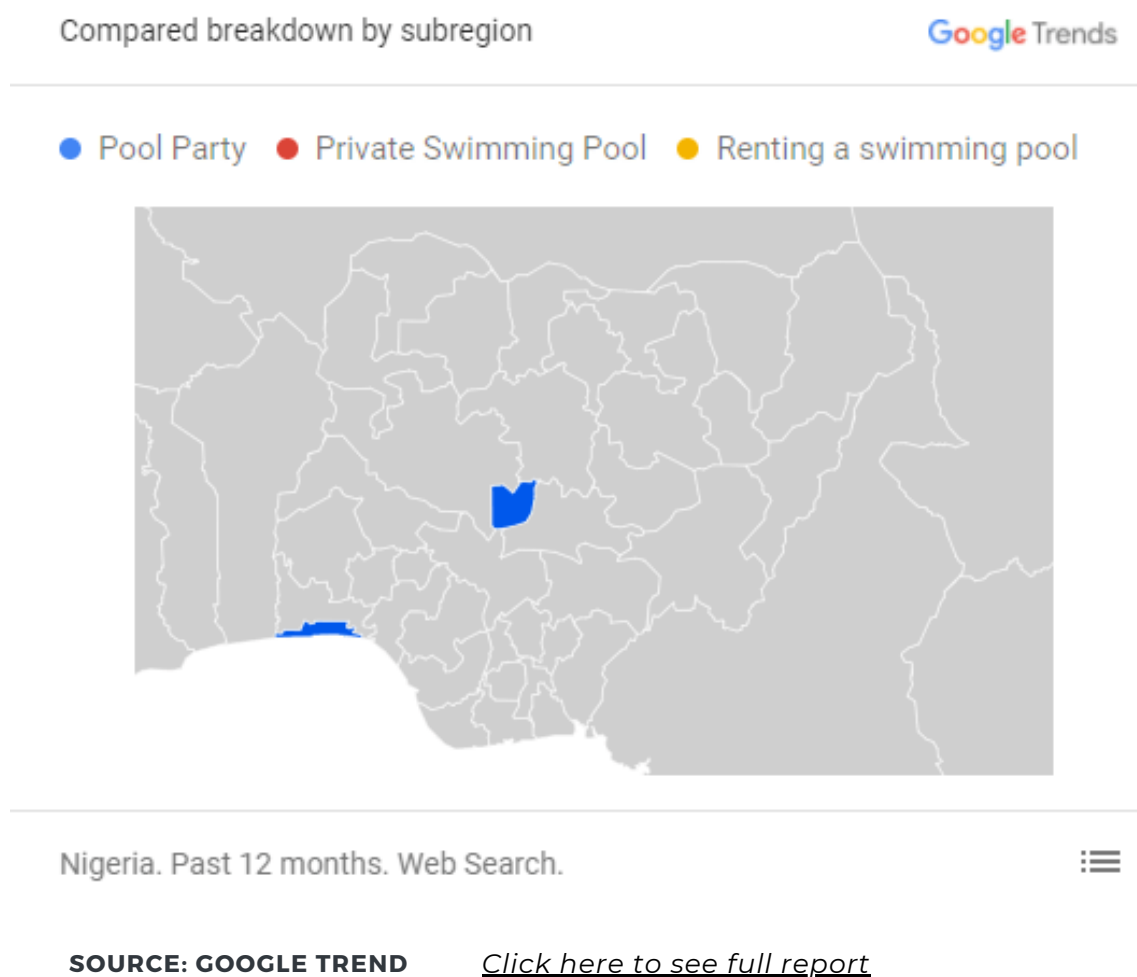 Compared breakdown by subregion Google Trends
Pool Party Private Swimming Pool Renting a swimming pool
Nigeria. Past 12 months. Web Search.
SOURCE: GOOGLE TREND Click here to see full report